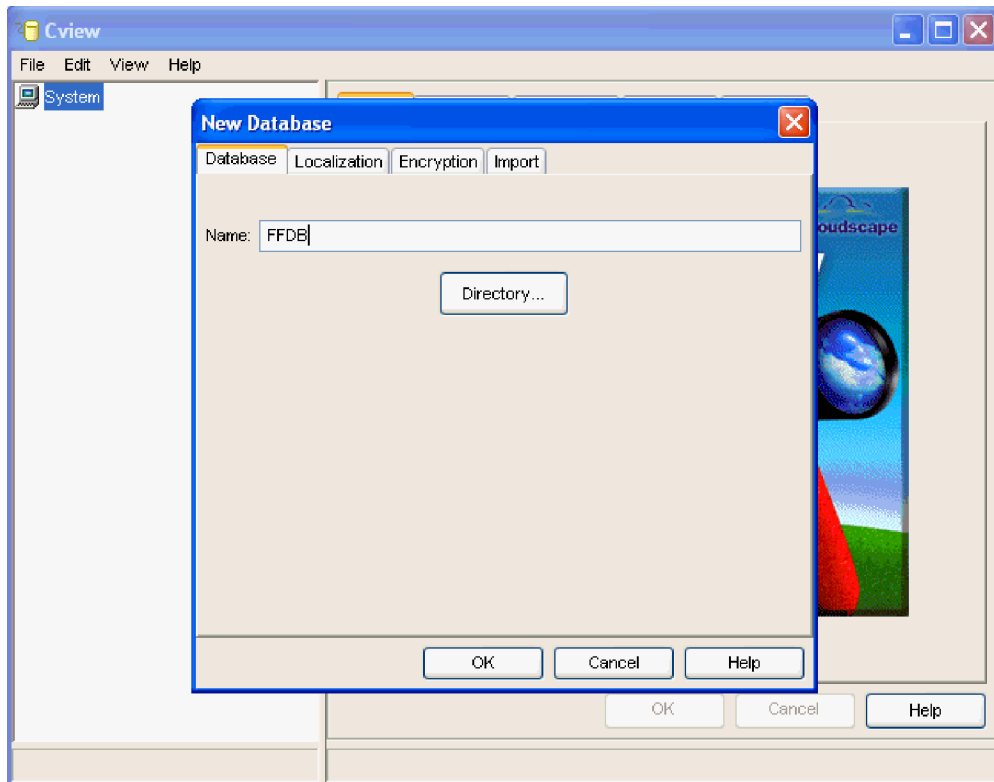 Cview
File Edit View Help
System
New Database
Database Localization Encryption Import
Name: FFDB
Directory...
OK Cancel Help
oudscape
OK Cancel Help